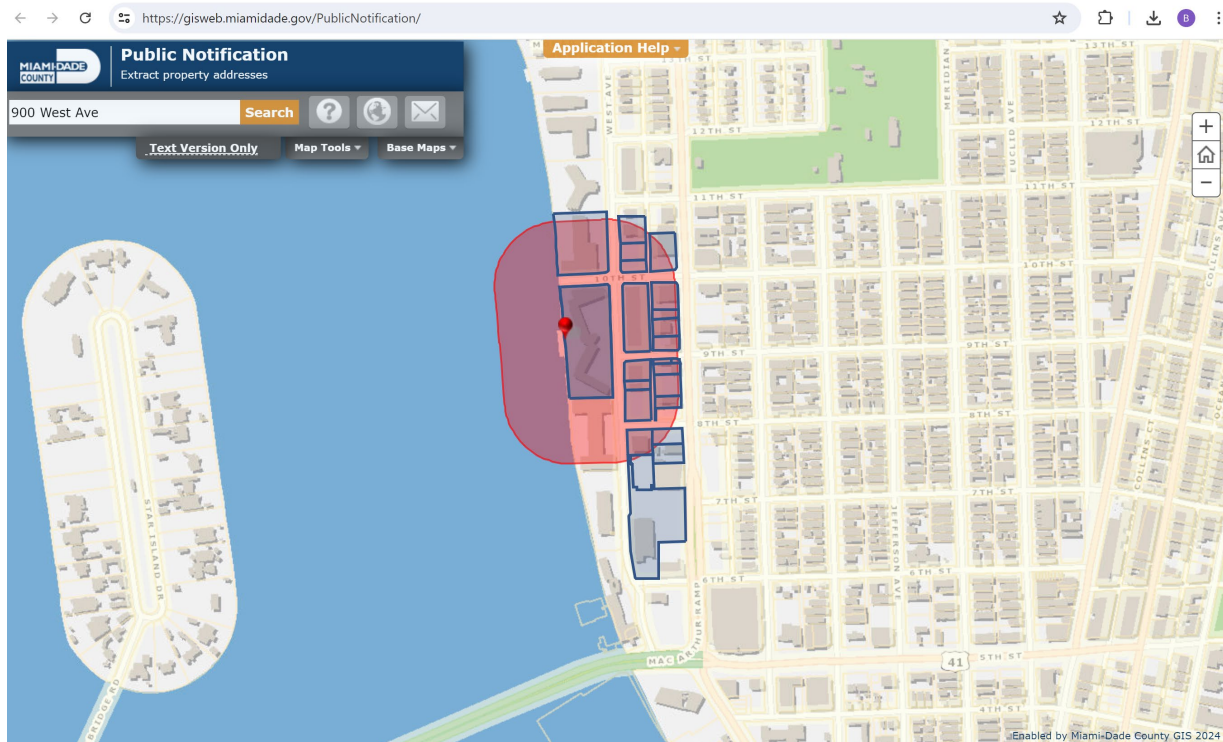 https://gisweb.miamidade.gov/PublicNotification/
B
MIAMI-DADE
COUNTY
Public Notification
Extract property addresses
Application Help
900 West Ave
Search
?
Text Version Only
Map Tools
Base Maps
+
−
13TH ST
13TH ST
WEST AVE
MERIDIAN
EUCLID AVE
12TH ST
12TH ST
11TH ST
11TH ST
10TH ST
10TH ST
COLLINS
9TH ST
9TH ST
8TH ST
8TH ST
COLLINS CT
7TH ST
7TH ST
STAR ISLAND DR
JEFFERSON AVE
6TH ST
6TH ST
MAC ARTHUR RAMP
41
5TH ST
BRIDGE RD
4TH ST
Enabled by Miami-Dade County GIS 2024